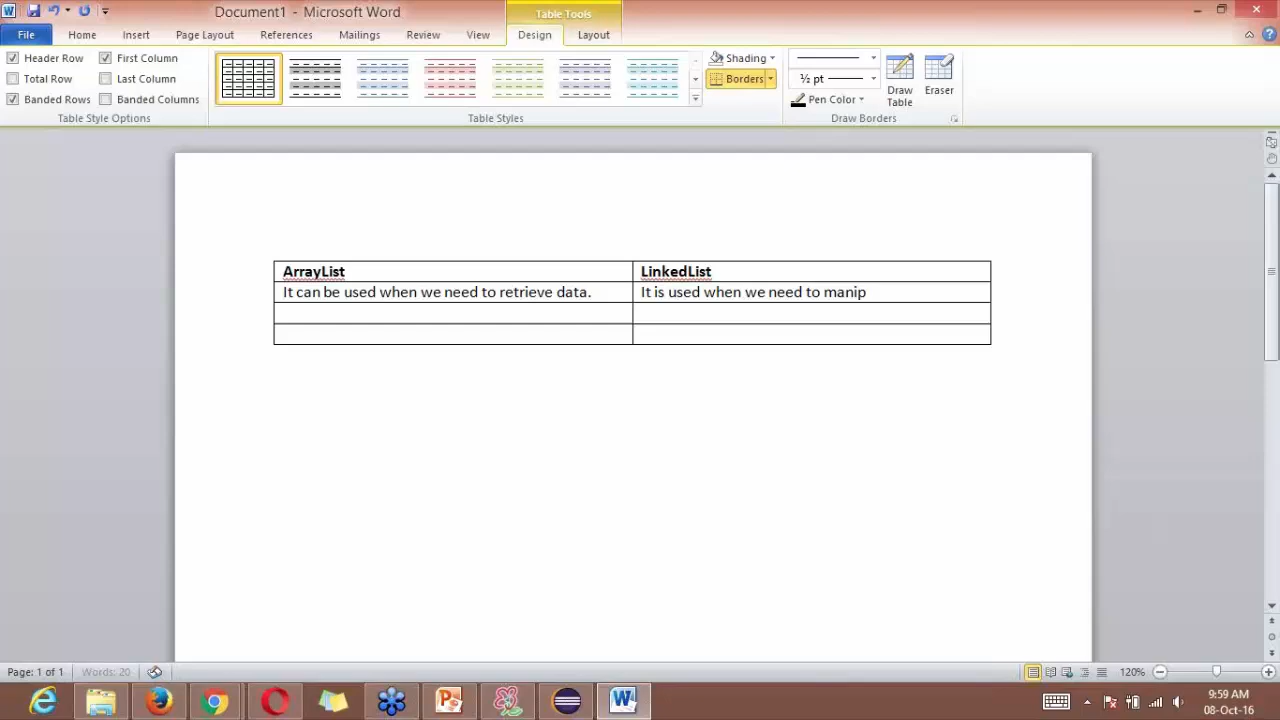 Document1 - Microsoft Word
Table Tools
File
Home
Insert
Page Layout
References
Mailings
Review
View
Design
Layout
Header Row
First Column
Total Row
Last Column
Banded Rows
Banded Columns
Table Style Options
Table Styles
Shading
Borders
½ pt
Pen Color
Draw Table
Eraser
Draw Borders
ArrayList
LinkedList
It can be used when we need to retrieve data.
It is used when we need to manip
Page: 1 of 1
Words: 20
120%
9:59 AM
08-Oct-16